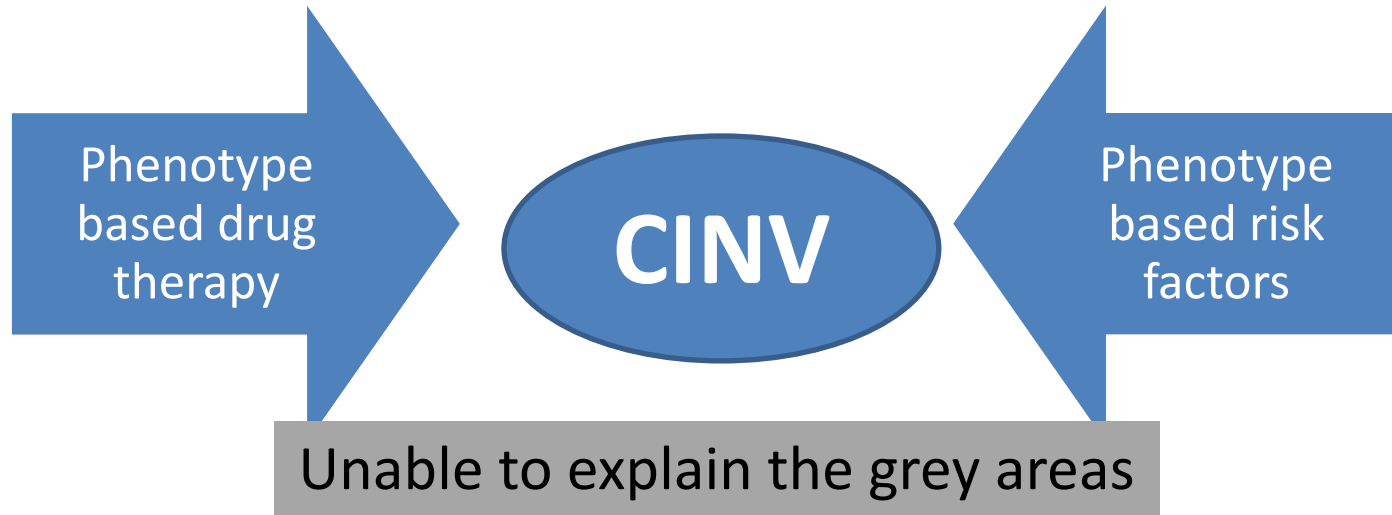 Phenotype
based drug
therapy
CINV
Phenotype
based risk
factors
Unable to explain the grey areas